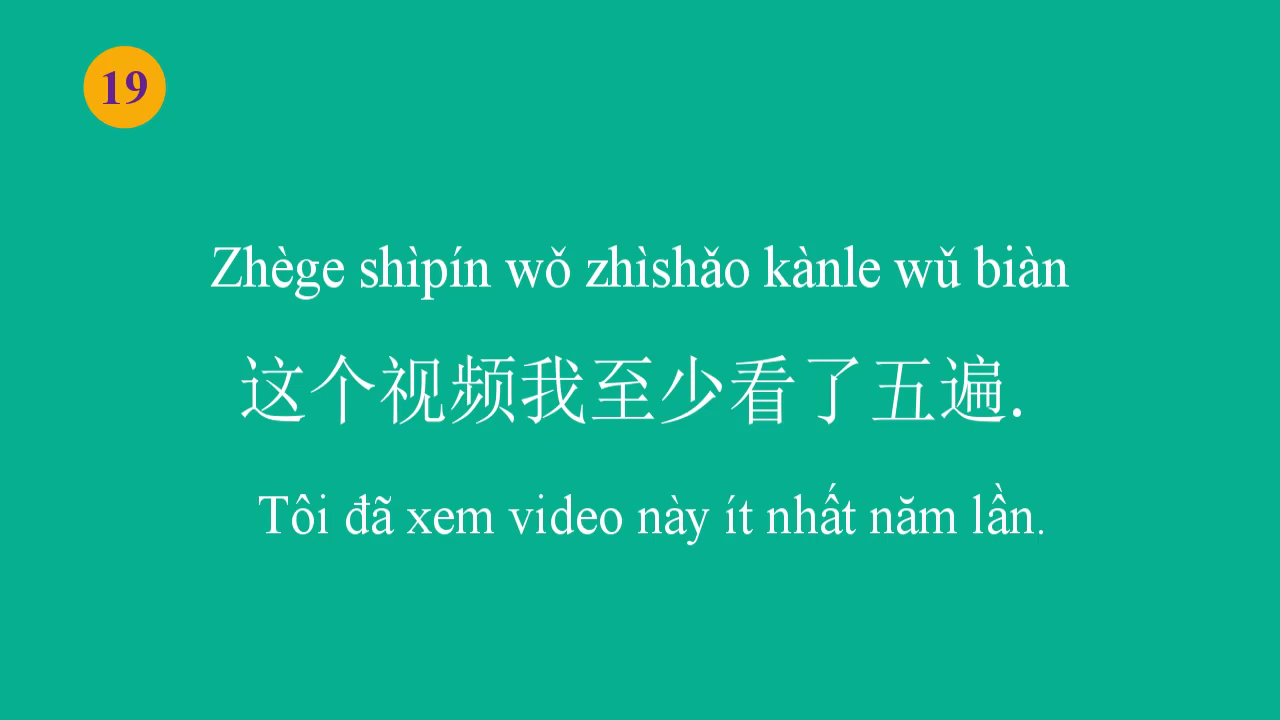 19
Zhège shìpín wǒ zhìshǎo kànle wǔ biàn
这个视频我至少看了五遍.
Tôi đã xem video này ít nhất năm lần.